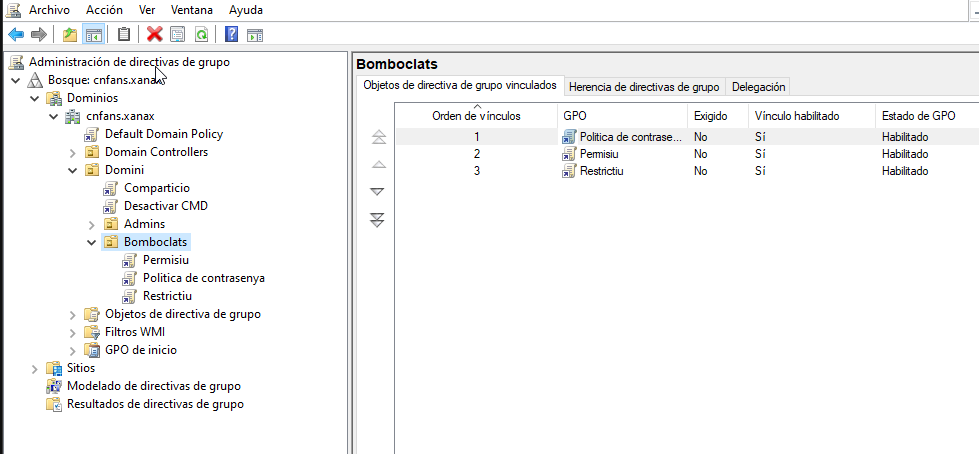 Archivo Acción Ver Ventana Ayuda
Administración de directivas de grupo
Bosque: cnfans.xanax
Dominios
cnfans.xanax
Default Domain Policy
Domain Controllers
Domini
Comparticio
Desactivar CMD
Admins
Bomboclats
Permisiu
Politica de contrasenya
Restrictiu
Objetos de directiva de grupo
Filtros WMI
GPO de inicio
Sitios
Modelado de directivas de grupo
Resultados de directivas de grupo
Bomboclats
Objetos de directiva de grupo vinculados Herencia de directivas de grupo Delegación
Orden de vínculos GPO Exigido Vínculo habilitado Estado de GPO
1 Politica de contrase... No Sí Habilitado
2 Permisiu No Sí Habilitado
3 Restrictiu No Sí Habilitado